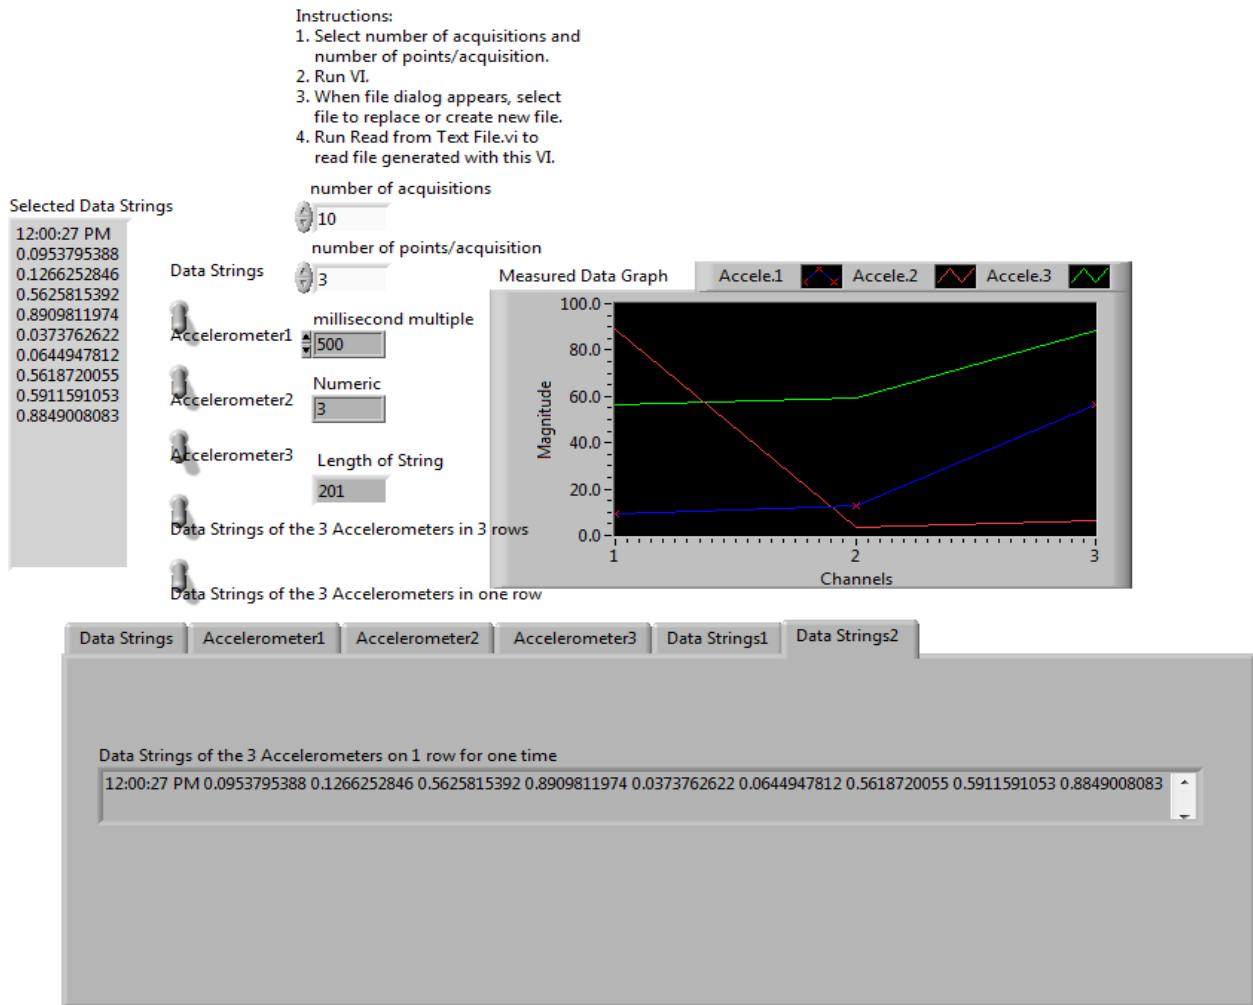 Instructions:
1. Select number of acquisitions and
number of points/acquisition.
2. Run VI.
3. When file dialog appears, select
file to replace or create new file.
4. Run Read from Text File.vi to
read file generated with this VI.
number of acquisitions
10
number of points/acquisition
3
millisecond multiple
500
Numeric
3
Length of String
201
Selected Data Strings
12:00:27 PM
0.0953795388
0.1266252846
0.5625815392
0.8909811974
0.0373762622
0.0644947812
0.5618720055
0.5911591053
0.8849008083
Data Strings
Accelerometer1
Accelerometer2
Accelerometer3
Data Strings of the 3 Accelerometers in 3 rows
Data Strings of the 3 Accelerometers in one row
Measured Data Graph
Accele.1 Accele.2 Accele.3
100.0
80.0
60.0
40.0
20.0
0.0
Magnitude
1 2 3
Channels
Data Strings Accelerometer1 Accelerometer2 Accelerometer3 Data Strings1 Data Strings2
Data Strings of the 3 Accelerometers on 1 row for one time
12:00:27 PM 0.0953795388 0.1266252846 0.5625815392 0.8909811974 0.0373762622 0.0644947812 0.5618720055 0.5911591053 0.8849008083